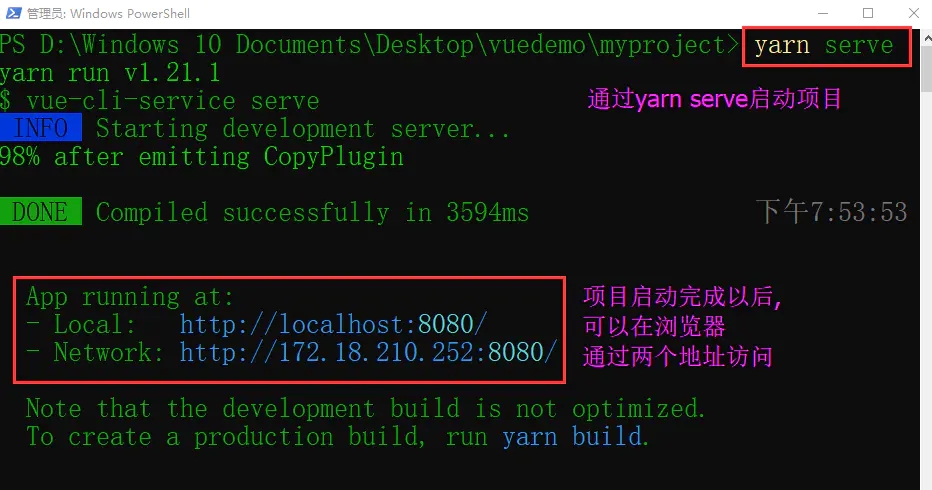 管理员: Windows PowerShell
PS D:\Windows 10 Documents\Desktop\vuedemo\myproject> yarn serve
yarn run v1.21.1
$ vue-cli-service serve
通过yarn serve启动项目
INFO Starting development server...
98% after emitting CopyPlugin
DONE Compiled successfully in 3594ms 下午7:53:53
App running at:
- Local: http://localhost:8080/
- Network: http://172.18.210.252:8080/
项目启动完成以后,
可以在浏览器
通过两个地址访问
Note that the development build is not optimized.
To create a production build, run yarn build.